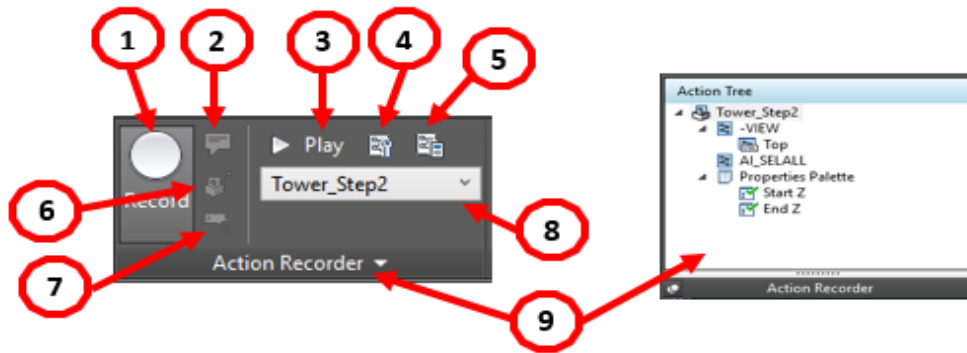 1
2
3
4
5
6
7
8
9
Play
Record
Tower_Step2
Action Recorder
Action Tree
Tower_Step2
-VIEW
Top
AI_SELALL
Properties Palette
Start Z
End Z
Action Recorder